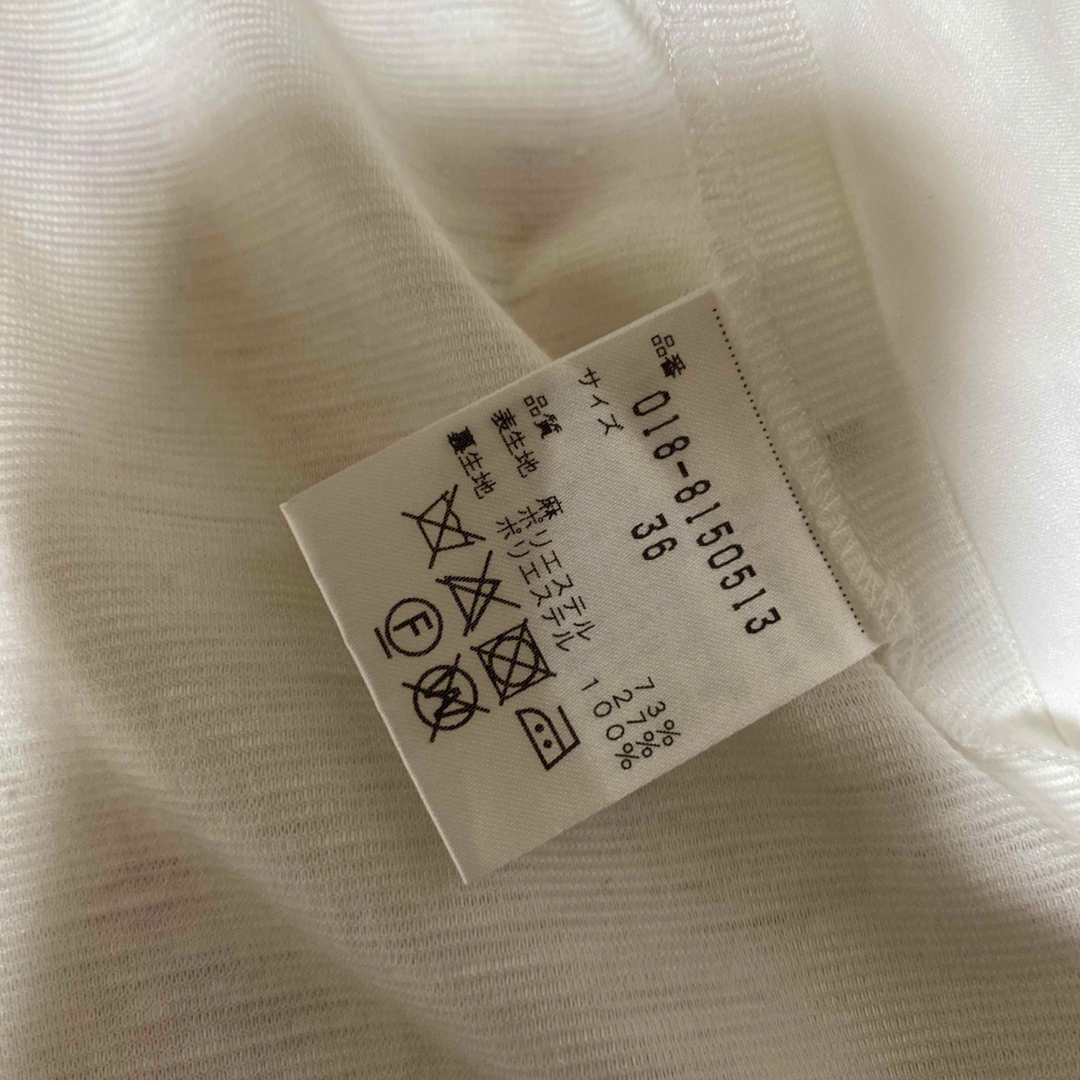 品番 018-8150513
サイズ 36
品質
表生地 麻 73%
ポリエステル 27%
裏生地 ポリエステル 100%
F
W